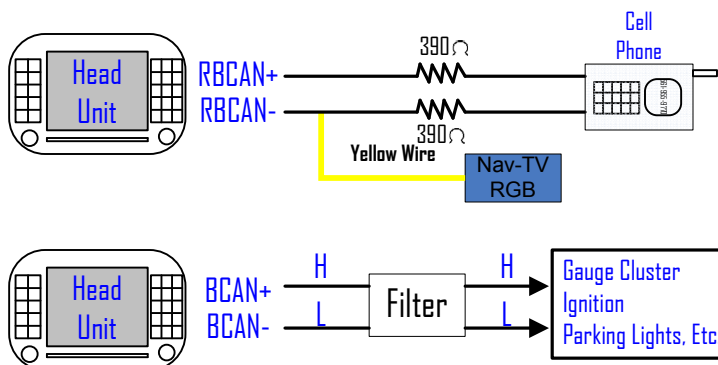 Head
Unit
RBCAN+
RBCAN-
390Ω
390Ω
Cell
Phone
Yellow Wire
Nav-TV
RGB
Head
Unit
BCAN+
BCAN-
H
L
Filter
H
L
Gauge Cluster
Ignition
Parking Lights, Etc